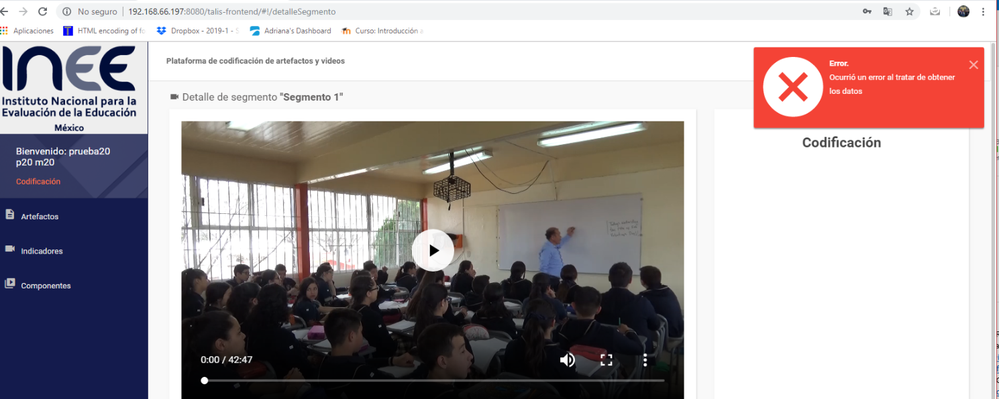 No seguro | 192.168.66.197:8080/talis-frontend/#!/detalleSegmento
Aplicaciones HTML encoding of fo Dropbox - 2019-1 - S Adriana's Dashboard Curso: Introducción a
INEE
Instituto Nacional para la
Evaluación de la Educación
México
Bienvenido: prueba20
p20 m20
Codificación
Artefactos
Indicadores
Componentes
Plataforma de codificación de artefactos y videos
Detalle de segmento "Segmento 1"
0:00 / 42:47
Error.
Ocurrió un error al tratar de obtener
los datos
Codificación